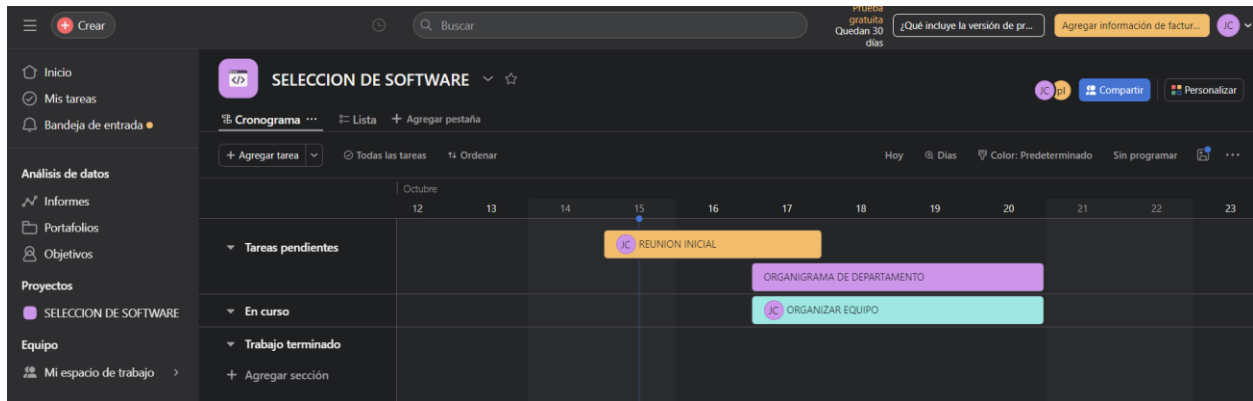 Crear
Buscar
Prueba
gratuita
Quedan 30
días
¿Qué incluye la versión de pr...
Agregar información de factur...
JC
Inicio
Mis tareas
Bandeja de entrada
Análisis de datos
Informes
Portafolios
Objetivos
Proyectos
SELECCION DE SOFTWARE
Equipo
Mi espacio de trabajo
SELECCION DE SOFTWARE
JC pl Compartir Personalizar
Cronograma ... Lista + Agregar pestaña
+ Agregar tarea Todas las tareas Ordenar Hoy Días Color: Predeterminado Sin programar ...
Octubre
12 13 14 15 16 17 18 19 20 21 22 23
Tareas pendientes
JC REUNION INICIAL
ORGANIGRAMA DE DEPARTAMENTO
En curso
JC ORGANIZAR EQUIPO
Trabajo terminado
+ Agregar sección